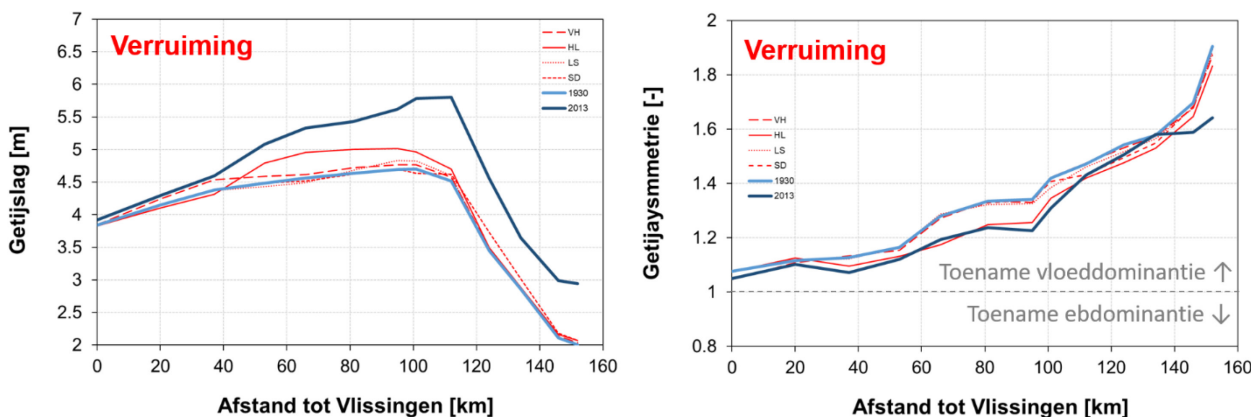 Verruiming
Getijslag [m]
7
6.5
6
5.5
5
4.5
4
3.5
3
2.5
2
0
20
40
60
80
100
120
140
160
Afstand tot Vlissingen [km]
VH
HL
LS
SD
1930
2013
Verruiming
Getijaysmmetrie [-]
2
1.8
1.6
1.4
1.2
1
0.8
0
20
40
60
80
100
120
140
160
Afstand tot Vlissingen [km]
VH
HL
LS
SD
1930
2013
Toename vloeddominantie ↑
Toename ebdominantie ↓